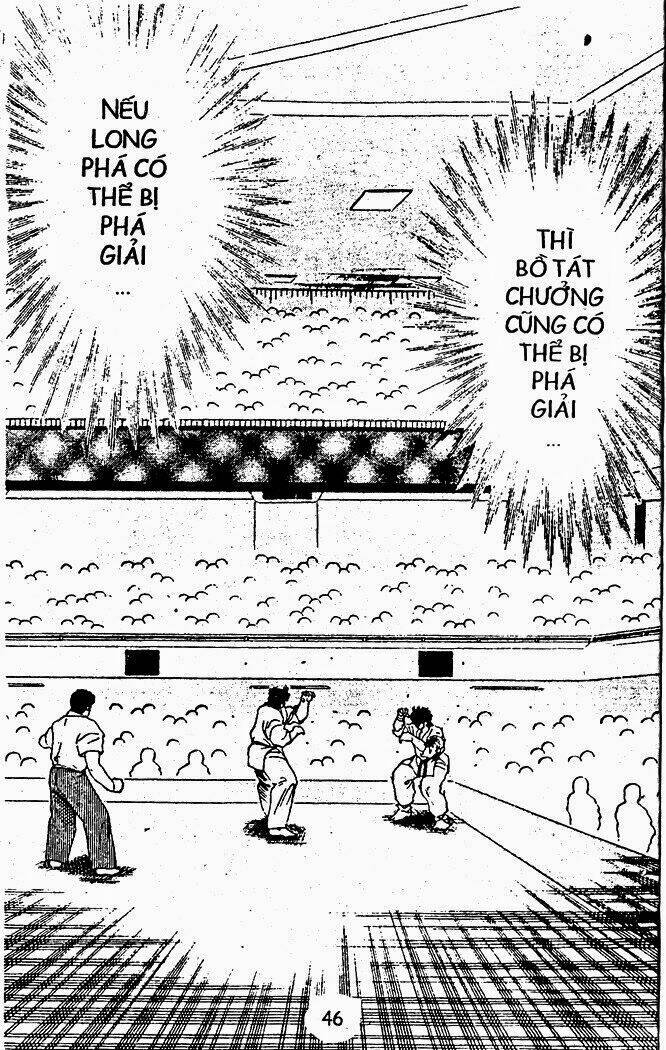 NẾU
LONG
PHÁ CÓ
THỂ BỊ
PHÁ
GIẢI
...
THÌ
BỒ TÁT
CHƯỞNG
CŨNG CÓ
THỂ BỊ
PHÁ
GIẢI
...
46